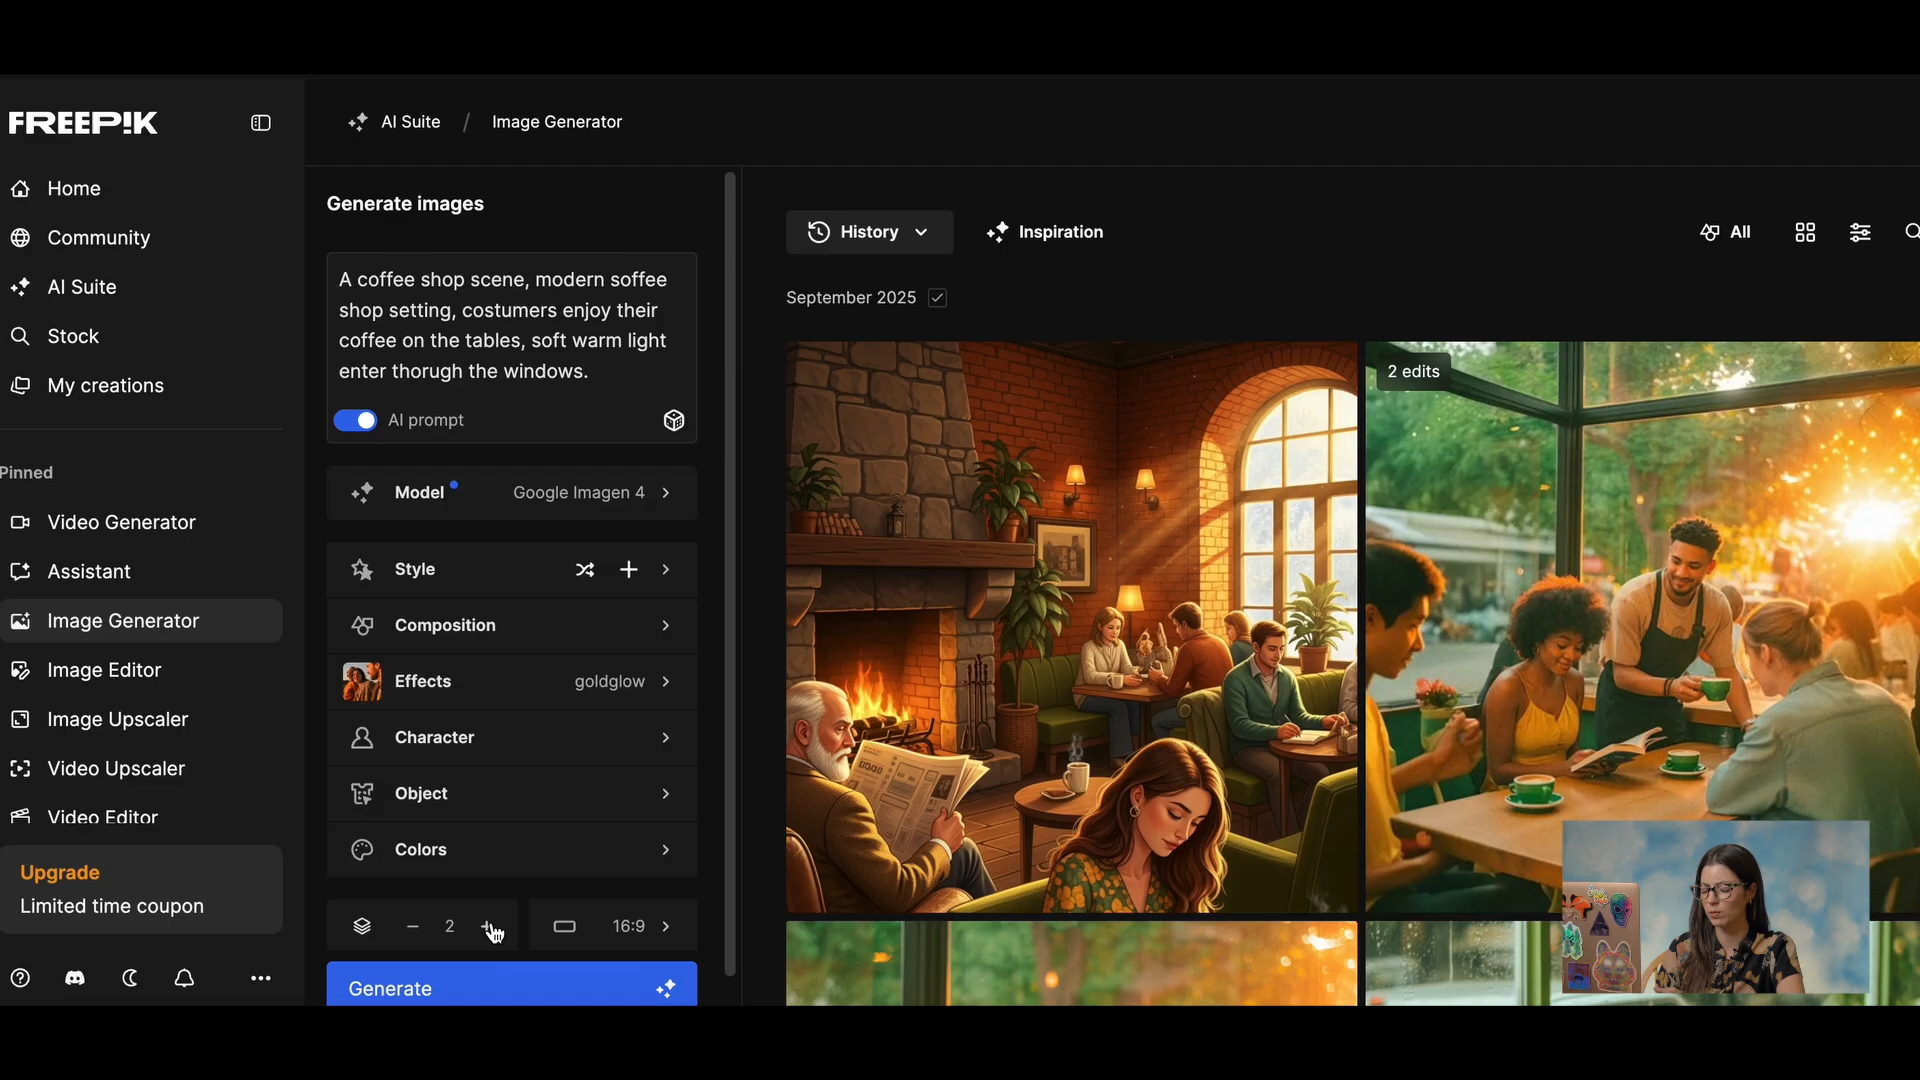 FREEP!K
Home
Community
AI Suite
Stock
My creations
Pinned
Video Generator
Assistant
Image Generator
Image Editor
Image Upscaler
Video Upscaler
Video Editor
Upgrade
Limited time coupon
AI Suite / Image Generator
Generate images
A coffee shop scene, modern soffee
shop setting, costumers enjoy their
coffee on the tables, soft warm light
enter thorugh the windows.
AI prompt
Model Google Imagen 4
Style
Composition
Effects goldglow
Character
Object
Colors
2
16:9
Generate
History
Inspiration
All
September 2025
2 edits